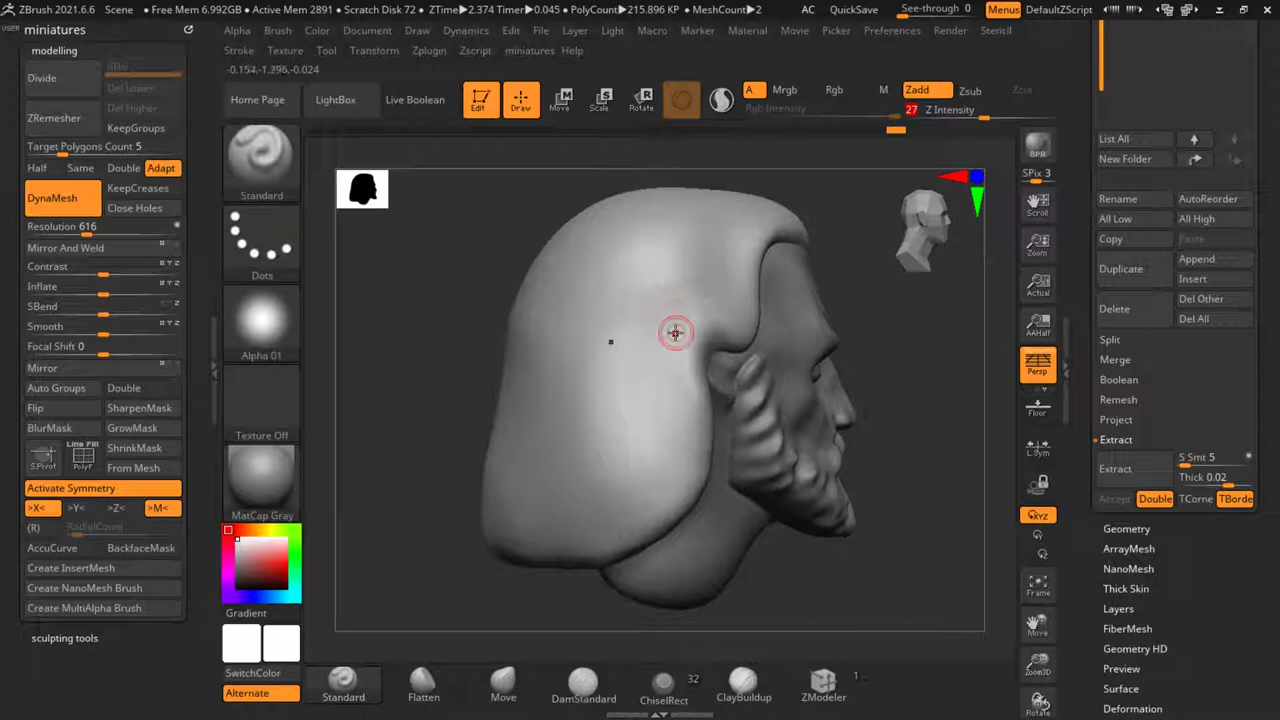 ZBrush 2021.6.6 Scene • Free Mem 6.992GB • Active Mem 2891 • Scratch Disk 72 • ZTime▶2.374 Timer▶0.045 • PolyCount▶215.896 KP • MeshCount▶2 AC QuickSave See-through 0 Menus DefaultZScript
USER miniatures
Alpha Brush Color Document Draw Dynamics Edit File Layer Light Macro Marker Material Movie Picker Preferences Render Stencil
Stroke Texture Tool Transform Zplugin Zscript miniatures Help
-0.154,-1.296,-0.024
Home Page LightBox Live Boolean Edit Draw Move Scale Rotate A Mrgb Rgb M Zadd Zsub Zcut
Rgb Intensity 27 Z Intensity
modelling
Divide SDiv
Del Lower
ZRemesher Del Higher
KeepGroups
Target Polygons Count 5
Half Same Double Adapt
DynaMesh KeepCreases
Close Holes
Resolution 616
Mirror And Weld
Contrast
Inflate
SBend
Smooth
Focal Shift 0
Mirror
Auto Groups Double
Flip SharpenMask
BlurMask GrowMask
S.Pivot Line Fill PolyF ShrinkMask
From Mesh
Activate Symmetry
>X< >Y< >Z< >M<
(R) RadialCount
AccuCurve BackfaceMask
Create InsertMesh
Create NanoMesh Brush
Create MultiAlpha Brush
sculpting tools
Standard
Dots
Alpha 01
Texture Off
MatCap Gray
Gradient
SwitchColor
Alternate
Standard Flatten Move DamStandard ChiselRect 32 ClayBuildup ZModeler 1
BPR
SPix 3
Scroll
Zoom
Actual
AAHalf
Persp
Floor
L.Sym
XYZ
Frame
Move
Zoom3D
Rotate
List All
New Folder
Rename AutoReorder
All Low All High
Copy Paste
Duplicate Append
Insert
Delete Del Other
Del All
Split
Merge
Boolean
Remesh
Project
Extract
Extract S Smt 5
Thick 0.02
Accept Double TCorne TBorde
Geometry
ArrayMesh
NanoMesh
Thick Skin
Layers
FiberMesh
Geometry HD
Preview
Surface
Deformation